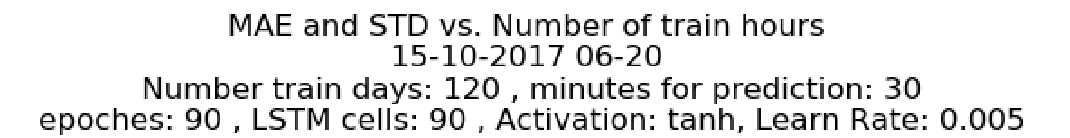 MAE and STD vs. Number of train hours
15-10-2017 06-20
Number train days: 120 , minutes for prediction: 30
epoches: 90 , LSTM cells: 90 , Activation: tanh, Learn Rate: 0.005